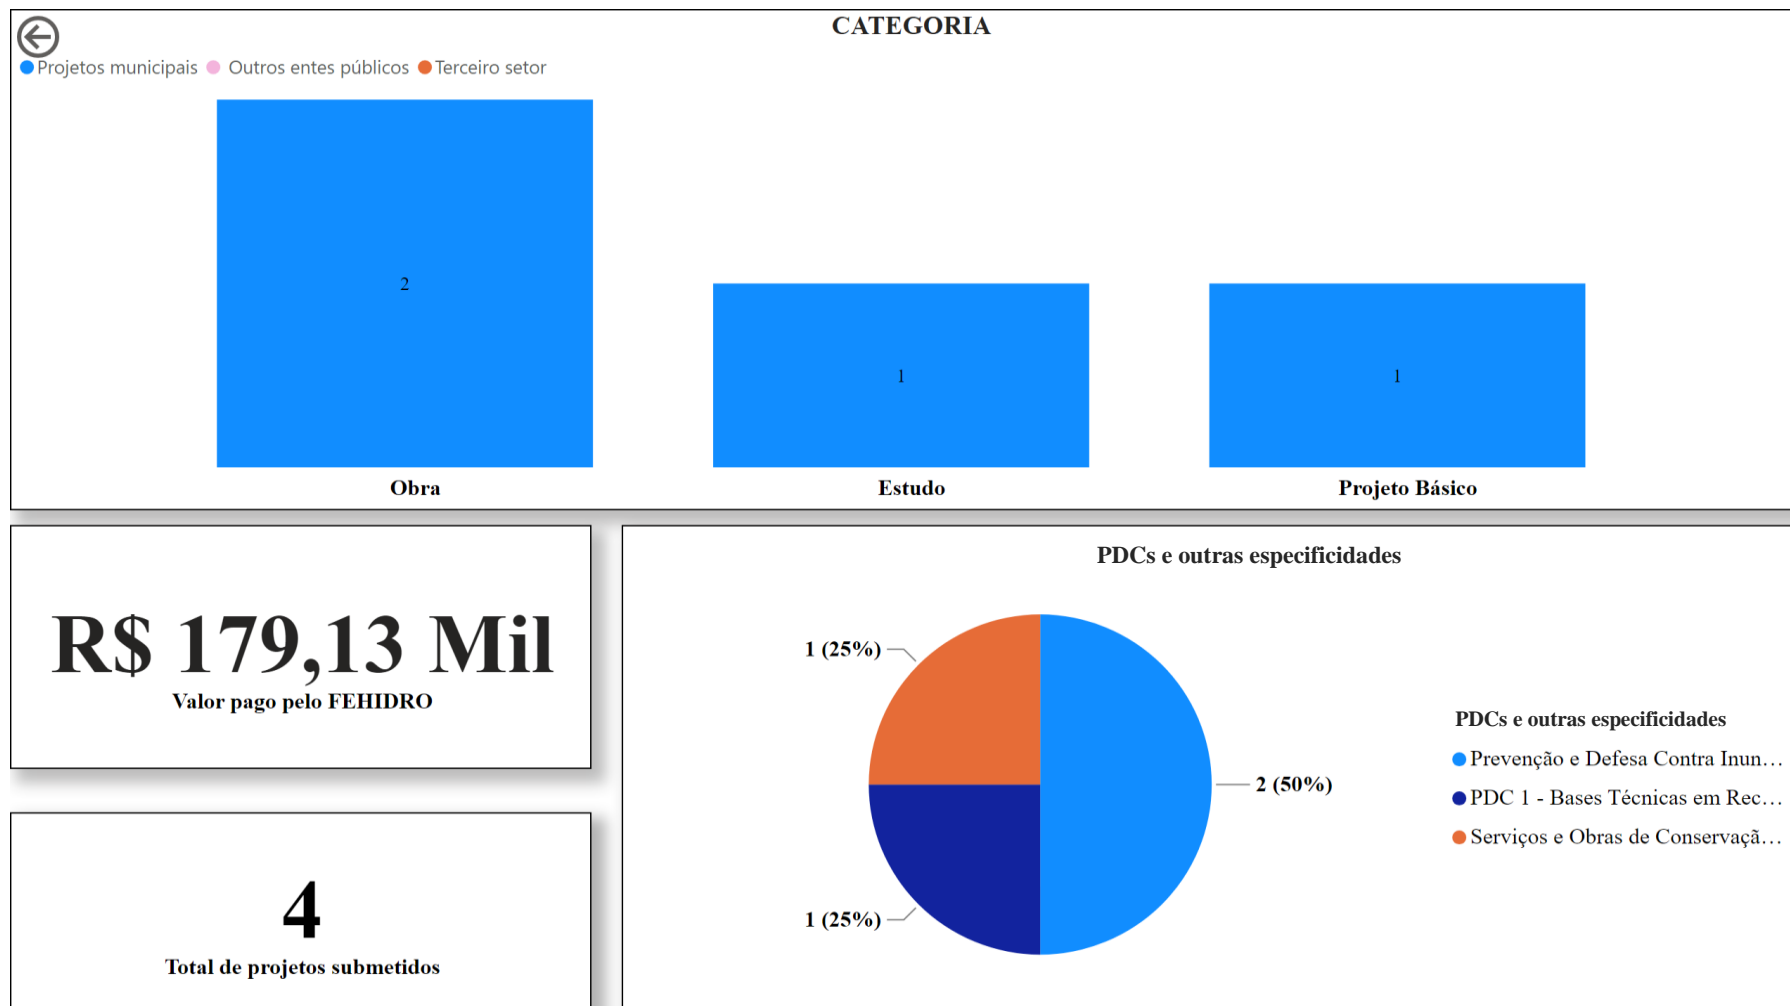 CATEGORIA
Projetos municipais Outros entes públicos Terceiro setor
2
1
1
Obra
Estudo
Projeto Básico
R$ 179,13 Mil
Valor pago pelo FEHIDRO
4
Total de projetos submetidos
PDCs e outras especificidades
1 (25%)
2 (50%)
1 (25%)
PDCs e outras especificidades
Prevenção e Defesa Contra Inun...
PDC 1 - Bases Técnicas em Rec...
Serviços e Obras de Conservaçã...